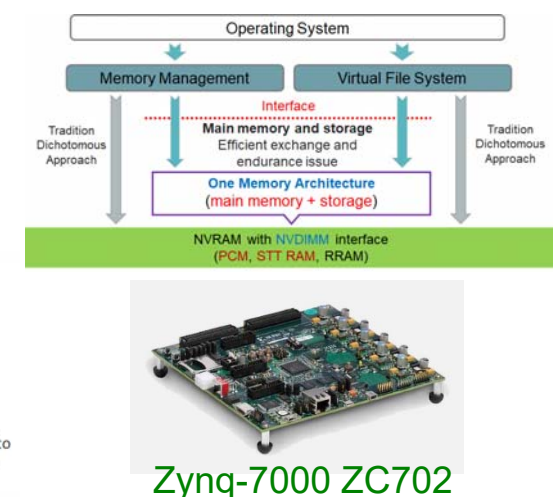 Operating System
Memory Management
Virtual File System
Interface
Tradition
Dichotomous
Approach
Main memory and storage
Efficient exchange and
endurance issue
Tradition
Dichotomous
Approach
One Memory Architecture
(main memory + storage)
NVRAM with NVDIMM interface
(PCM, STT RAM, RRAM)
to
Zynq-7000 ZC702